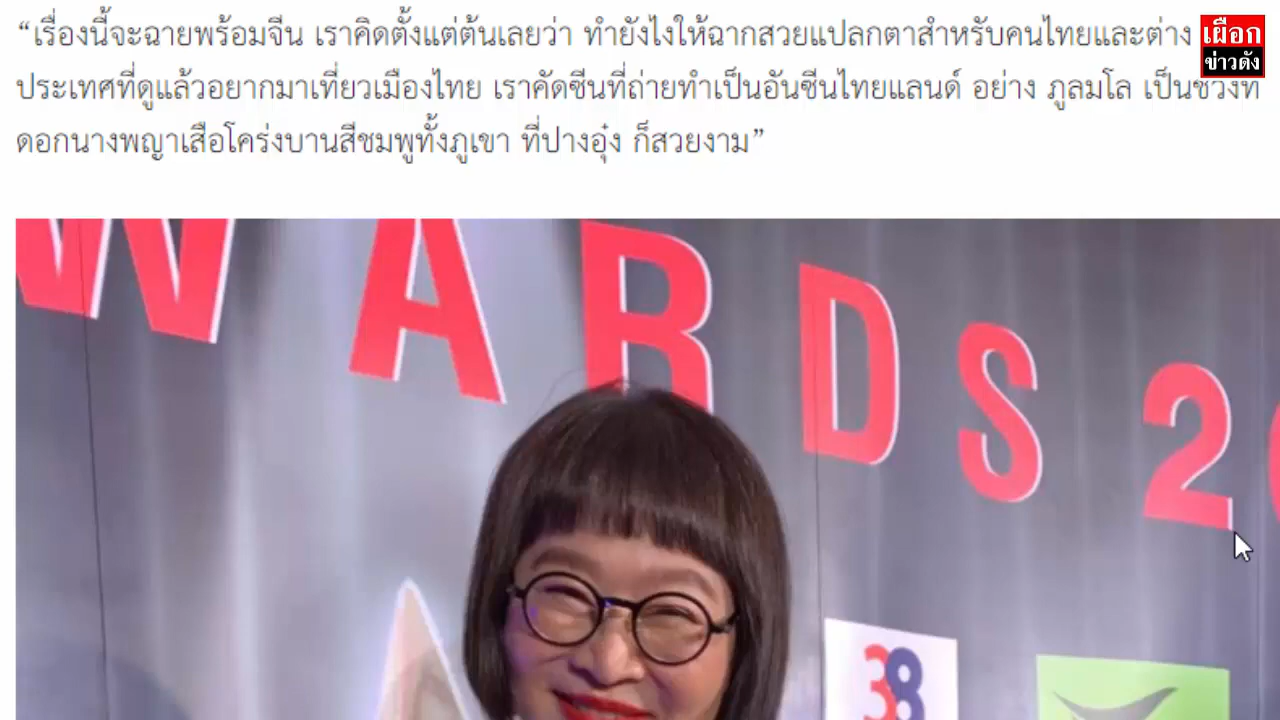 “เรื่องนี้จะฉายพร้อมจีน เราคิดตั้งแต่ต้นเลยว่า ทำยังไงให้ฉากสวยแปลกตาสำหรับคนไทยและต่าง
ประเทศที่ดูแล้วอยากมาเที่ยวเมืองไทย เราคัดซีนที่ถ่ายทำเป็นอันซีนไทยแลนด์ อย่าง ภูลมโล เป็นช่วงที่
ดอกนางพญาเสือโคร่งบานสีชมพูทั้งภูเขา ที่ปางอุ๋ง ก็สวยงาม”
เผือก
ข่าวดัง
WARDS 2
38